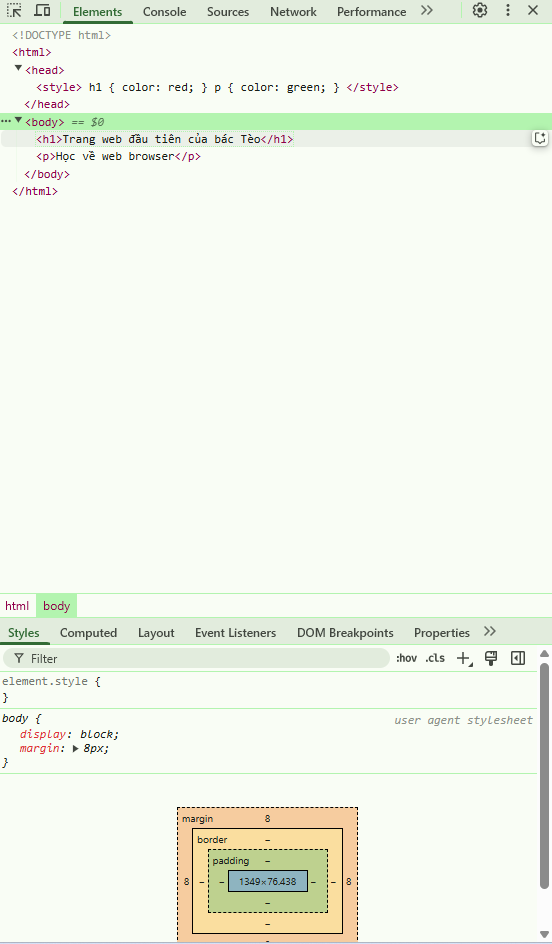 Elements Console Sources Network Performance
<!DOCTYPE html>
<html>
<head>
<style> h1 { color: red; } p { color: green; } </style>
</head>
<body> == $0
<h1>Trang web đầu tiên của bác Tèo</h1>
<p>Học về web browser</p>
</body>
</html>
html body
Styles Computed Layout Event Listeners DOM Breakpoints Properties
Filter :hov .cls
element.style {
}
body { user agent stylesheet
display: block;
margin: 8px;
}
margin 8
border –
padding –
8 – – 1349×76.438 – – 8
–
–